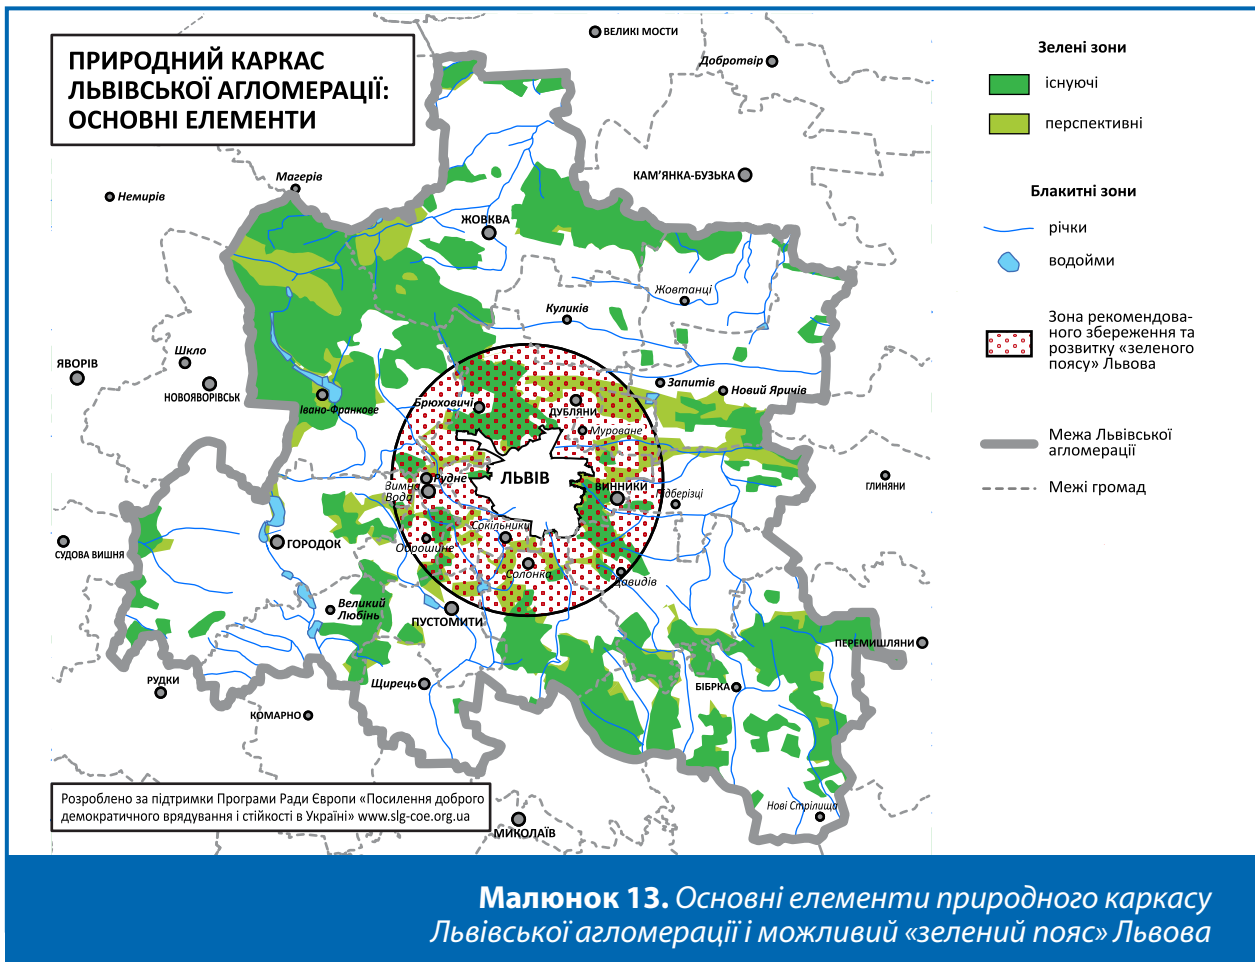 ПРИРОДНИЙ КАРКАС
ЛЬВІВСЬКОЇ АГЛОМЕРАЦІЇ:
ОСНОВНІ ЕЛЕМЕНТИ
ВЕЛИКІ МОСТИ
Добротвір
КАМ’ЯНКА-БУЗЬКА
Магерів
Немирів
ЖОВКВА
Жовтанці
Куликів
Шкло
ЯВОРІВ
НОВОЯВОРІВСЬК
Івано-Франкове
Брюховичі
Запитів
Новий Яричів
ДУБЛЯНИ
Муроване
ЛЬВІВ
Рудне
Зимна
Вода
ВИННИКИ
Підберізці
ГЛИНЯНИ
Сокільники
Оброшине
Солонка
Давидів
СУДОВА ВИШНЯ
ГОРОДОК
Великий
Любінь
ПУСТОМИТИ
ПЕРЕМИШЛЯНИ
РУДКИ
Щирець
БІБРКА
КОМАРНО
Нові Стрілища
МИКОЛАЇВ
Розроблено за підтримки Програми Ради Європи «Посилення доброго
демократичного врядування і стійкості в Україні» www.slg-coe.org.ua
Зелені зони
існуючі
перспективні
Блакитні зони
річки
водойми
Зона рекомендова-
ного збереження та
розвитку «зеленого
поясу» Львова
Межа Львівської
агломерації
Межі громад
Малюнок 13. Основні елементи природного каркасу
Львівської агломерації і можливий «зелений пояс» Львова